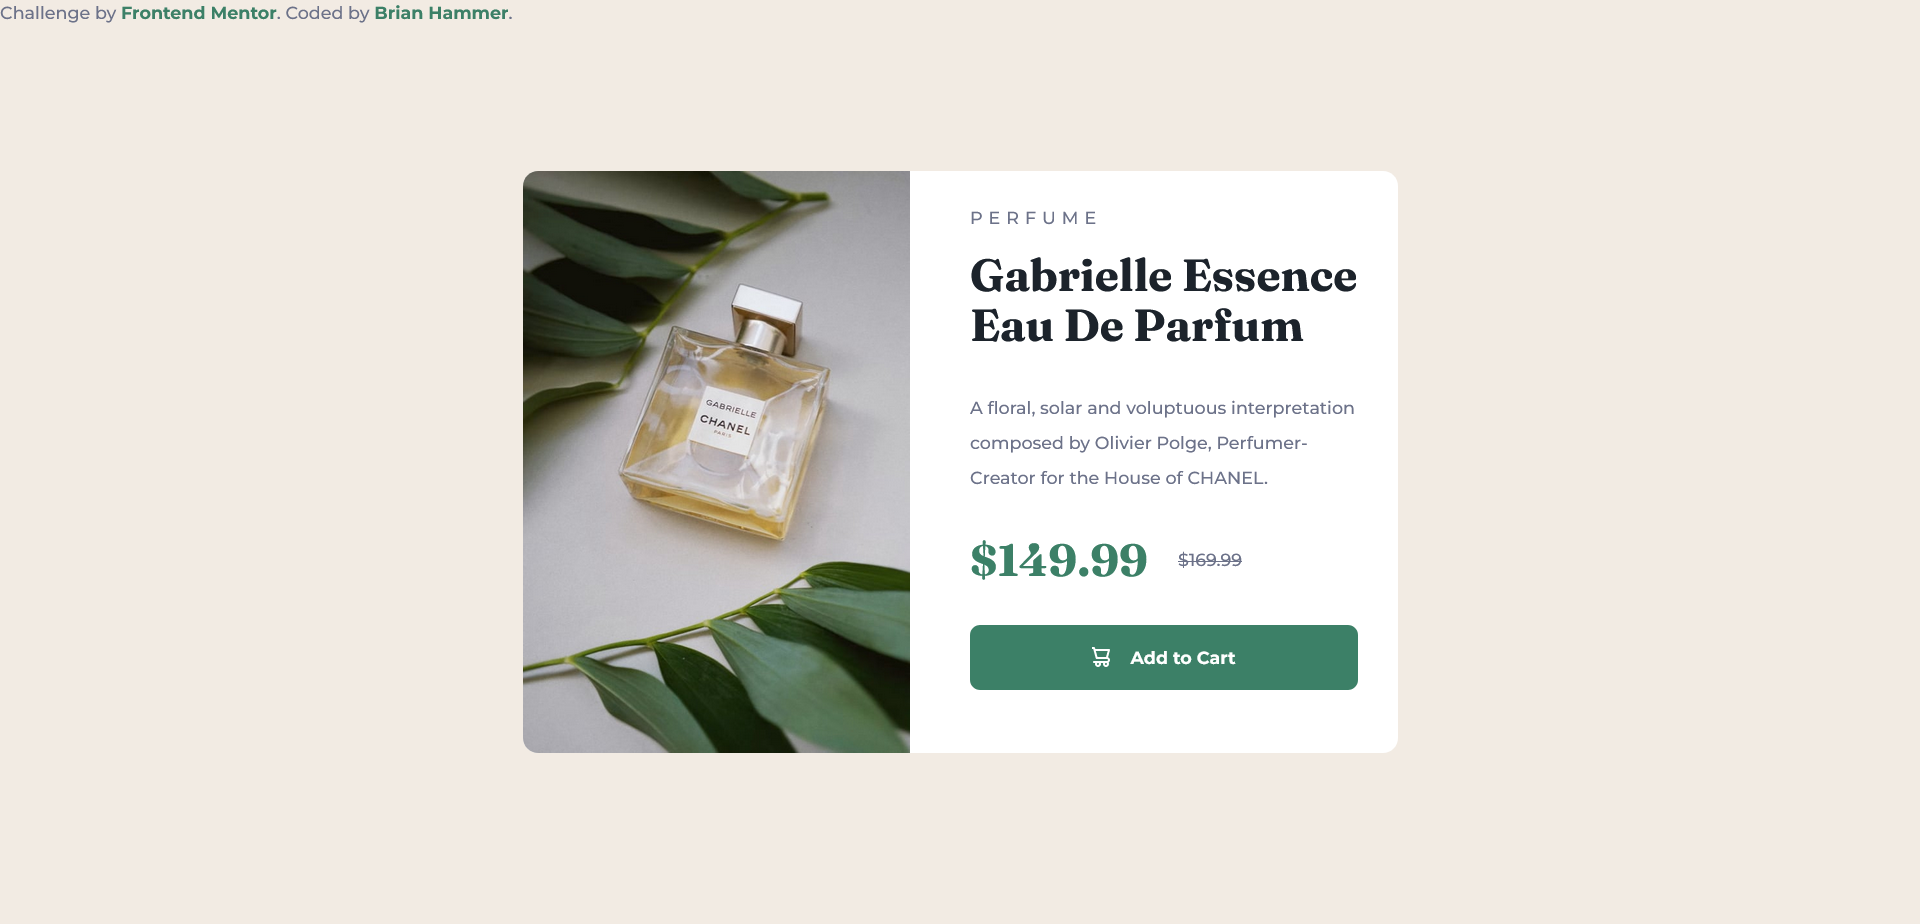 Challenge by Frontend Mentor. Coded by Brian Hammer.
PERFUME
Gabrielle Essence
Eau De Parfum
GABRIELLE
CHANEL
PARIS
A floral, solar and voluptuous interpretation
composed by Olivier Polge, Perfumer-
Creator for the House of CHANEL.
$149.99 $169.99
Add to Cart